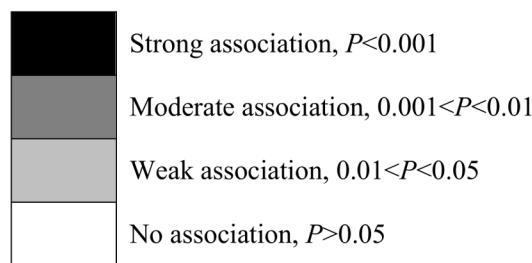 Strong association, P<0.001
Moderate association, 0.001<P<0.01
Weak association, 0.01<P<0.05
No association, P>0.05